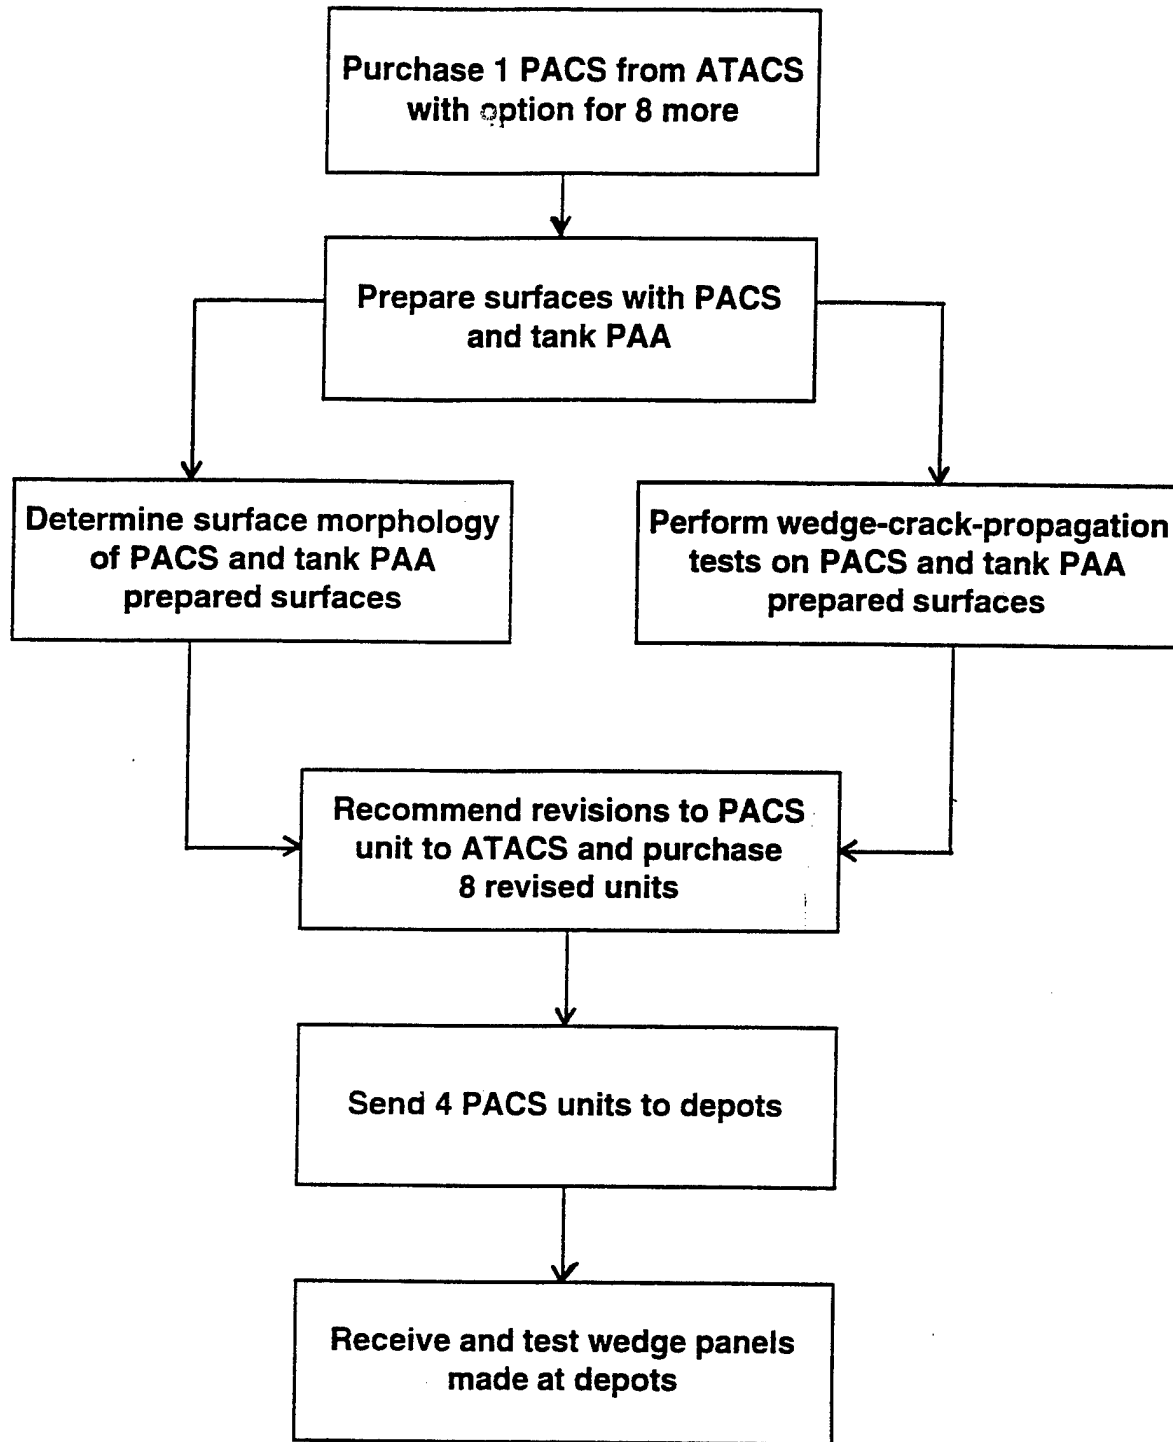 Purchase 1 PACS from ATACS
with option for 8 more
Prepare surfaces with PACS
and tank PAA
Determine surface morphology
of PACS and tank PAA
prepared surfaces
Perform wedge-crack-propagation
tests on PACS and tank PAA
prepared surfaces
Recommend revisions to PACS
unit to ATACS and purchase
8 revised units
Send 4 PACS units to depots
Receive and test wedge panels
made at depots